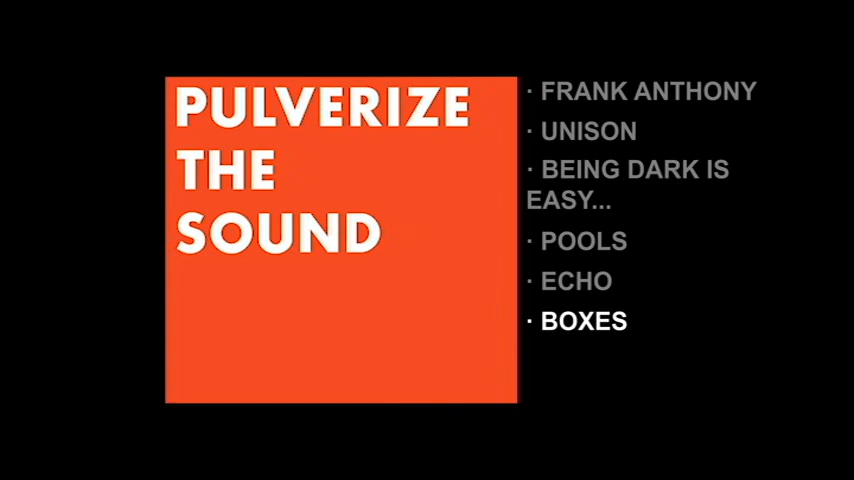 PULVERIZE
THE
SOUND
· FRANK ANTHONY
· UNISON
· BEING DARK IS
EASY...
· POOLS
· ECHO
· BOXES